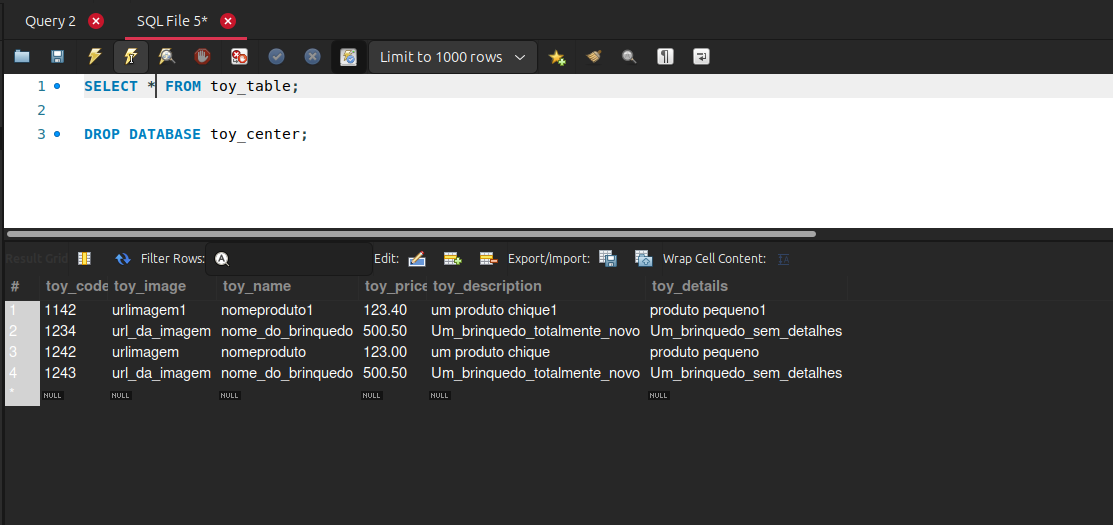 Query 2 SQL File 5*
Limit to 1000 rows
1 SELECT * FROM toy_table;
2
3 DROP DATABASE toy_center;
Result Grid Filter Rows: Edit: Export/Import: Wrap Cell Content:
# toy_code toy_image toy_name toy_price toy_description toy_details
1 1142 urlimagem1 nomeproduto1 123.40 um produto chique1 produto pequeno1
2 1234 url_da_imagem nome_do_brinquedo 500.50 Um_brinquedo_totalmente_novo Um_brinquedo_sem_detalhes
3 1242 urlimagem nomeproduto 123.00 um produto chique produto pequeno
4 1243 url_da_imagem nome_do_brinquedo 500.50 Um_brinquedo_totalmente_novo Um_brinquedo_sem_detalhes
* NULL NULL NULL NULL NULL NULL